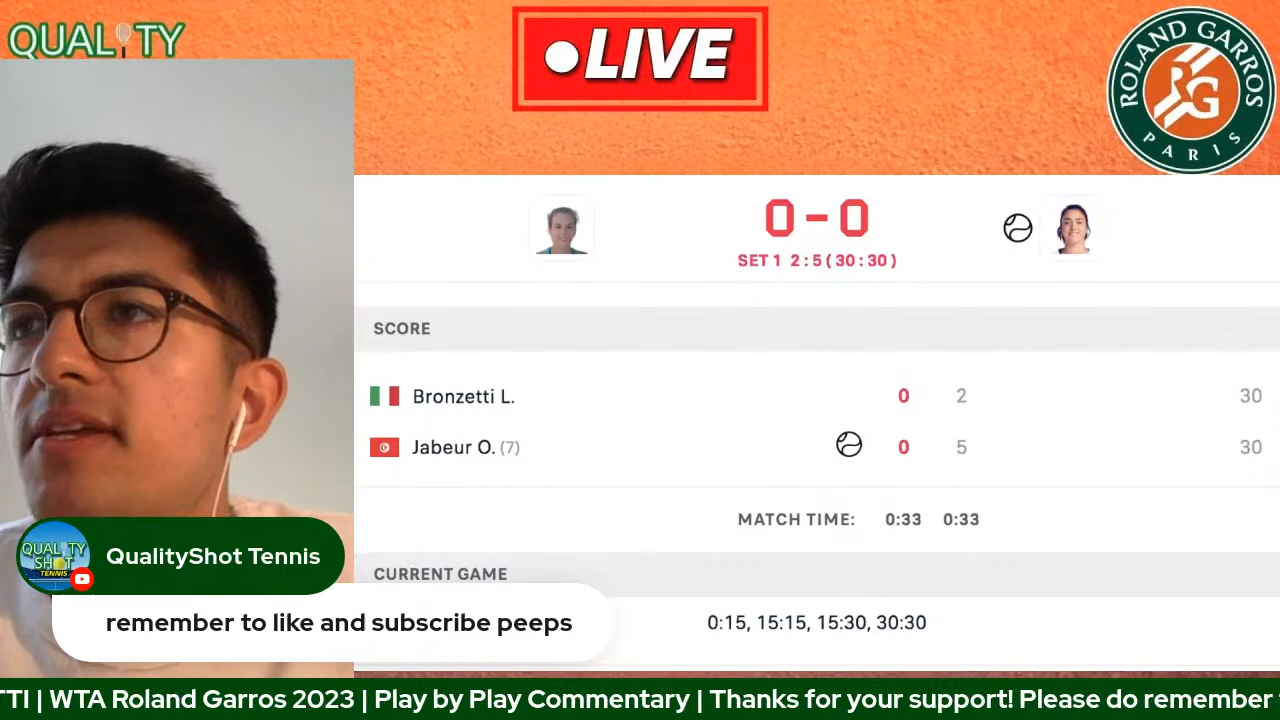 QUALITY
LIVE
ROLAND GARROS
RG
PARIS
0 - 0
SET 1 2 : 5 ( 30 : 30 )
SCORE
Bronzetti L. 0 2 30
Jabeur O. (7) 0 5 30
MATCH TIME: 0:33 0:33
CURRENT GAME
0:15, 15:15, 15:30, 30:30
QUALITY
SHOT
TENNIS
QualityShot Tennis
remember to like and subscribe peeps
TTI | WTA Roland Garros 2023 | Play by Play Commentary | Thanks for your support! Please do remember